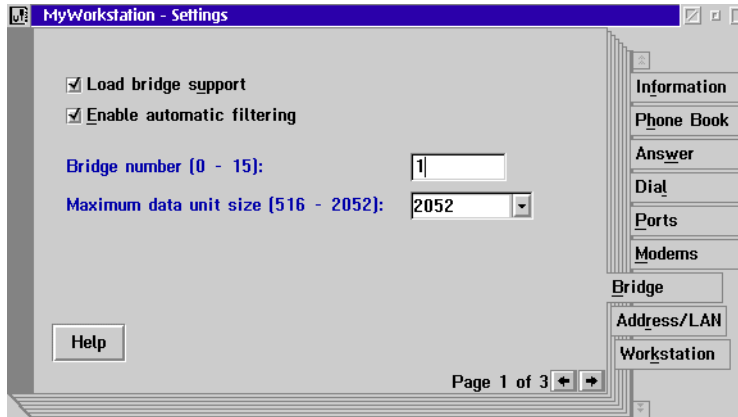 MyWorkstation - Settings
Load bridge support
Enable automatic filtering
Bridge number (0 - 15):
1
Maximum data unit size (516 - 2052):
2052
Help
Page 1 of 3
Information
Phone Book
Answer
Dial
Ports
Modems
Bridge
Address/LAN
Workstation